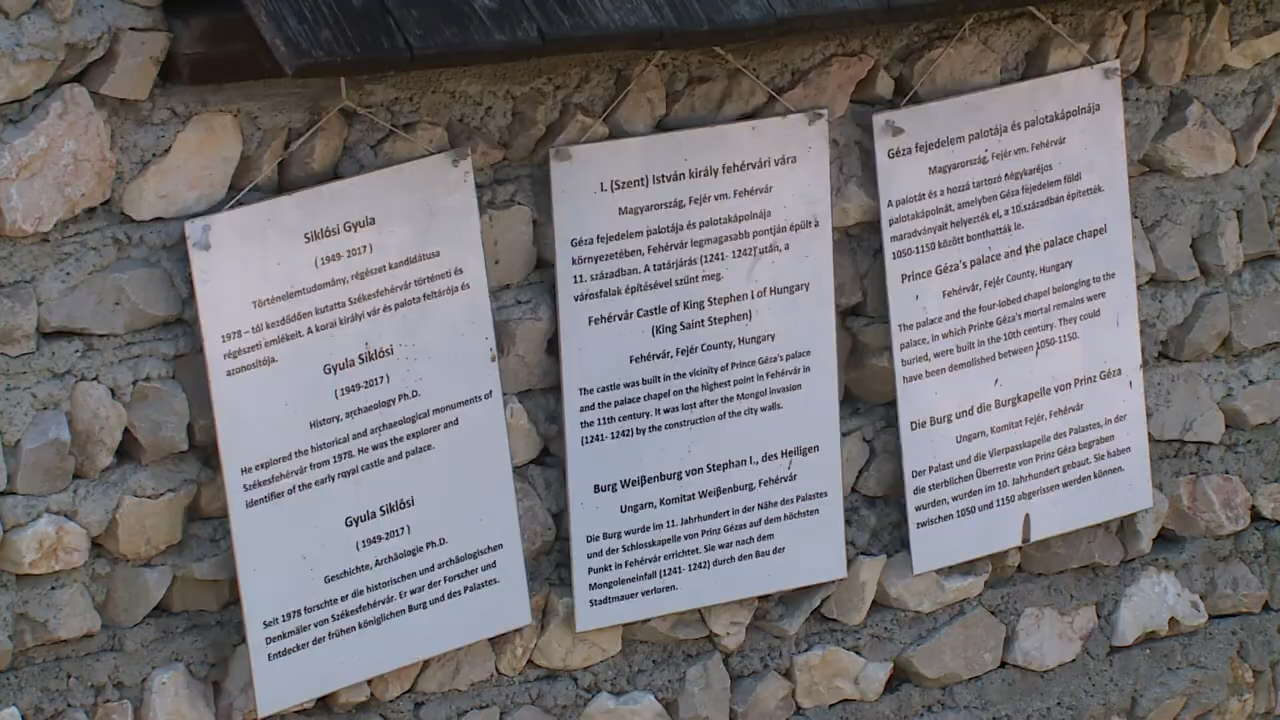 Siklósi Gyula
( 1949- 2017 )
Történelemtudomány, régészet kandidátusa
1978 – tól kezdődően kutatta Székesfehérvár történeti és
régészeti emlékeit. A korai királyi vár és palota feltárója és
azonosítója.
Gyula Siklósi
( 1949-2017 )
History, archaeology Ph.D.
He explored the historical and archaeological monuments of
Székesfehérvár from 1978. He was the explorer and
identifier of the early royal castle and palace.
Gyula Siklósi
( 1949-2017 )
Geschichte, Archäologie Ph.D.
Seit 1978 forschte er die historischen und archäologischen
Denkmäler von Székesfehérvár. Er war der Forscher und
Entdecker der frühen königlichen Burg und des Palastes.
I. (Szent) István király fehérvári vára
Magyarország, Fejér vm. Fehérvár
Géza fejedelem palotája és palotakápolnája
környezetében, Fehérvár legmagasabb pontján épült a
11. században. A tatárjárás (1241- 1242) után, a
városfalak építésével szűnt meg.
Fehérvár Castle of King Stephen I of Hungary
(King Saint Stephen)
Fehérvár, Fejér County, Hungary
The castle was built in the vicinity of Prince Géza's palace
and the palace chapel on the highest point in Fehérvár in
the 11th century. It was lost after the Mongol invasion
(1241- 1242) by the construction of the city walls.
Burg Weißenburg von Stephan I., des Heiligen
Ungarn, Komitat Weißenburg, Fehérvár
Die Burg wurde im 11. Jahrhundert in der Nähe des Palastes
und der Schlosskapelle von Prinz Gézas auf dem höchsten
Punkt in Fehérvár errichtet. Sie war nach dem
Mongoleneinfall (1241- 1242) durch den Bau der
Stadtmauer verloren.
Géza fejedelem palotája és palotakápolnája
Magyarország, Fejér vm. Fehérvár
A palotát és a hozzá tartozó négykaréjos
palotakápolnát, amelyben Géza fejedelem földi
maradványait helyezték el, a 10.században építették.
1050-1150 között bonthatták le.
Prince Géza's palace and the palace chapel
Fehérvár, Fejér County, Hungary
The palace and the four-lobed chapel belonging to the
palace, in which Printe Géza's mortal remains were
buried, were built in the 10th century. They could
have been demolished between 1050-1150.
Die Burg und die Burgkapelle von Prinz Géza
Ungarn, Komitat Fejér, Fehérvár
Der Palast und die Vierpasskapelle des Palastes, in der
die sterblichen Überreste von Prinz Géza begraben
wurden, wurden im 10. Jahrhundert gebaut. Sie haben
zwischen 1050 und 1150 abgerissen werden können.